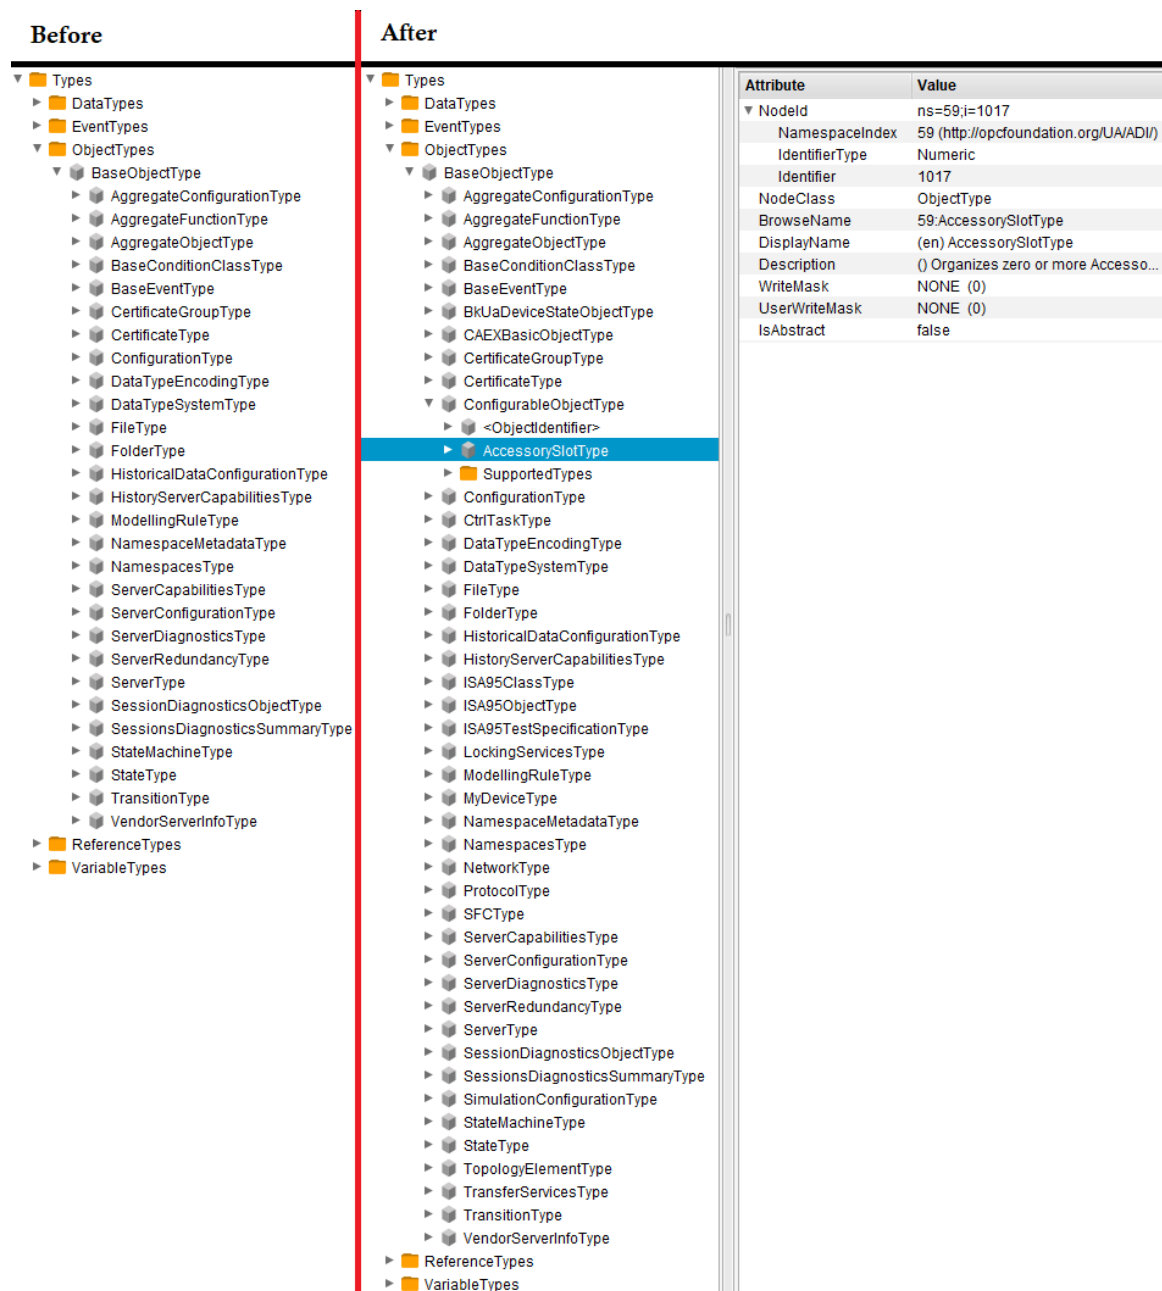 Before
Types
DataTypes
EventTypes
ObjectTypes
BaseObjectType
AggregateConfigurationType
AggregateFunctionType
AggregateObjectType
BaseConditionClassType
BaseEventType
CertificateGroupType
CertificateType
ConfigurationType
DataTypeEncodingType
DataTypeSystemType
FileType
FolderType
HistoricalDataConfigurationType
HistoryServerCapabilitiesType
ModellingRuleType
NamespaceMetadataType
NamespacesType
ServerCapabilitiesType
ServerConfigurationType
ServerDiagnosticsType
ServerRedundancyType
ServerType
SessionDiagnosticsObjectType
SessionsDiagnosticsSummaryType
StateMachineType
StateType
TransitionType
VendorServerInfoType
ReferenceTypes
VariableTypes
After
Types
DataTypes
EventTypes
ObjectTypes
BaseObjectType
AggregateConfigurationType
AggregateFunctionType
AggregateObjectType
BaseConditionClassType
BaseEventType
BkUaDeviceStateObjectType
CAEXBasicObjectType
CertificateGroupType
CertificateType
ConfigurableObjectType
<ObjectIdentifier>
AccessorySlotType
SupportedTypes
ConfigurationType
CtrlTaskType
DataTypeEncodingType
DataTypeSystemType
FileType
FolderType
HistoricalDataConfigurationType
HistoryServerCapabilitiesType
ISA95ClassType
ISA95ObjectType
ISA95TestSpecificationType
LockingServicesType
ModellingRuleType
MyDeviceType
NamespaceMetadataType
NamespacesType
NetworkType
ProtocolType
SFCType
ServerCapabilitiesType
ServerConfigurationType
ServerDiagnosticsType
ServerRedundancyType
ServerType
SessionDiagnosticsObjectType
SessionsDiagnosticsSummaryType
SimulationConfigurationType
StateMachineType
StateType
TopologyElementType
TransferServicesType
TransitionType
VendorServerInfoType
ReferenceTypes
VariableTypes
Attribute Value
NodeId ns=59;i=1017
NamespaceIndex 59 (http://opcfoundation.org/UA/ADI/)
IdentifierType Numeric
Identifier 1017
NodeClass ObjectType
BrowseName 59:AccessorySlotType
DisplayName (en) AccessorySlotType
Description () Organizes zero or more Accesso...
WriteMask NONE (0)
UserWriteMask NONE (0)
IsAbstract false